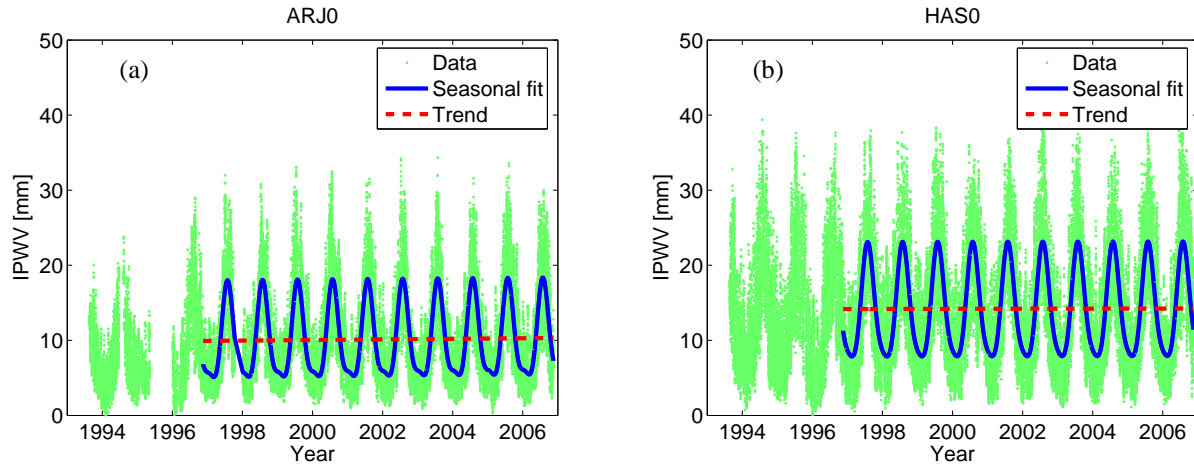 ARJ0
50
40
30
20
10
0
IPWV [mm]
(a)
Data
Seasonal fit
Trend
1994 1996 1998 2000 2002 2004 2006
Year
HAS0
50
40
30
20
10
0
IPWV [mm]
(b)
Data
Seasonal fit
Trend
1994 1996 1998 2000 2002 2004 2006
Year